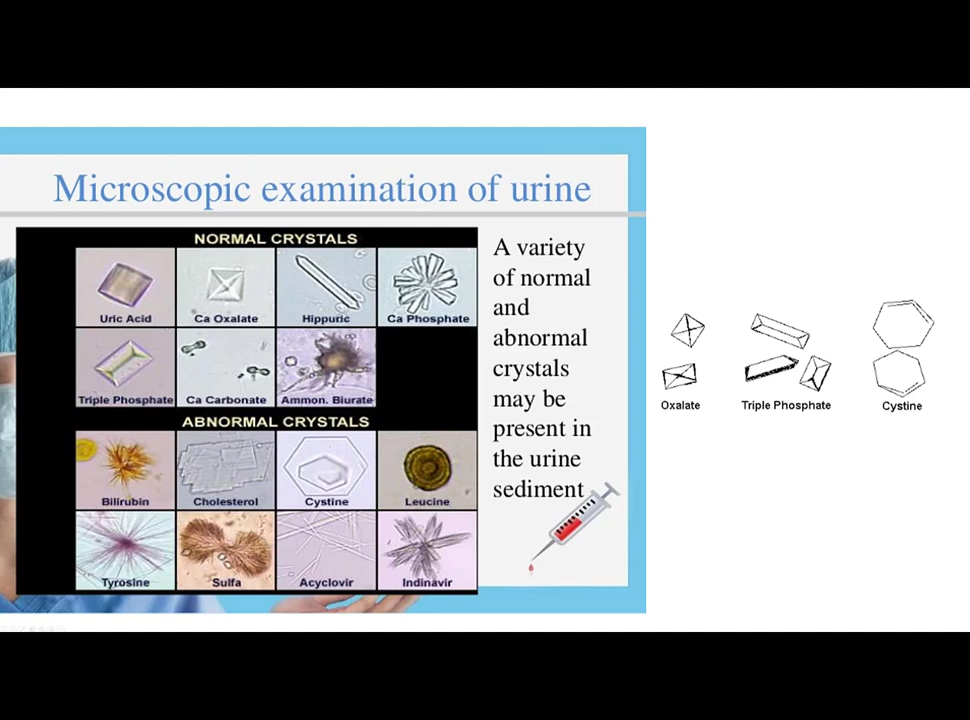 Microscopic examination of urine
NORMAL CRYSTALS
Uric Acid
Ca Oxalate
Hippuric
Ca Phosphate
Triple Phosphate
Ca Carbonate
Ammon. Biurate
ABNORMAL CRYSTALS
Bilirubin
Cholesterol
Cystine
Leucine
Tyrosine
Sulfa
Acyclovir
Indinavir
A variety
of normal
and
abnormal
crystals
may be
present in
the urine
sediment
Oxalate
Triple Phosphate
Cystine